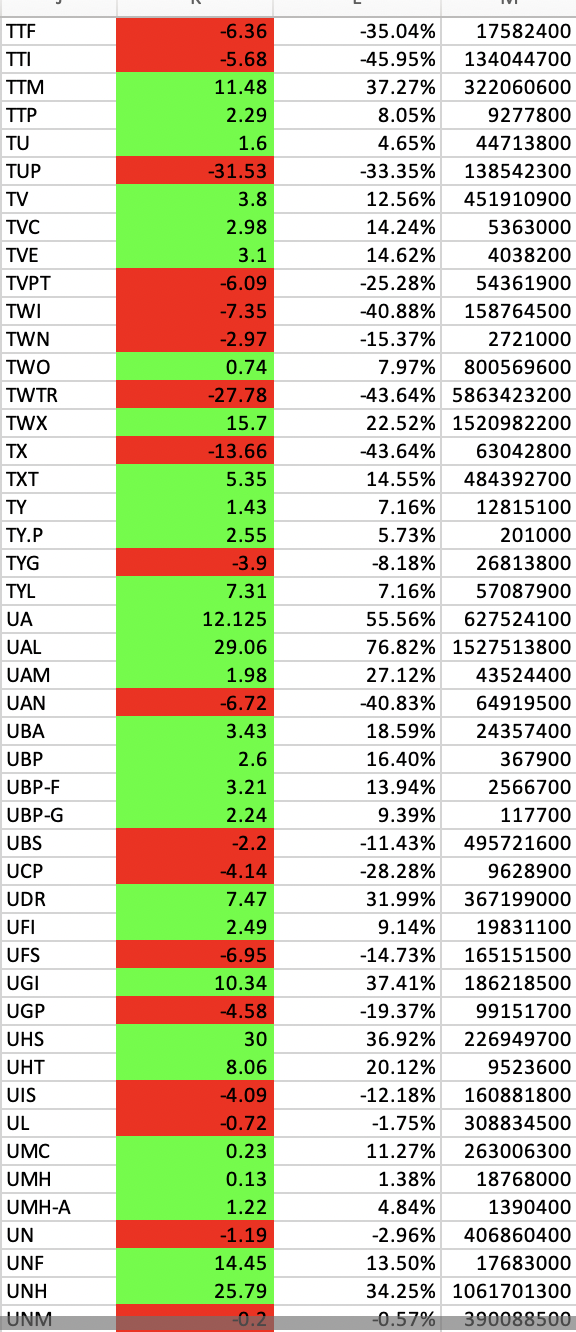 TTF -6.36 -35.04% 17582400
TTI -5.68 -45.95% 134044700
TTM 11.48 37.27% 322060600
TTP 2.29 8.05% 9277800
TU 1.6 4.65% 44713800
TUP -31.53 -33.35% 138542300
TV 3.8 12.56% 451910900
TVC 2.98 14.24% 5363000
TVE 3.1 14.62% 4038200
TVPT -6.09 -25.28% 54361900
TWI -7.35 -40.88% 158764500
TWN -2.97 -15.37% 2721000
TWO 0.74 7.97% 800569600
TWTR -27.78 -43.64% 5863423200
TWX 15.7 22.52% 1520982200
TX -13.66 -43.64% 63042800
TXT 5.35 14.55% 484392700
TY 1.43 7.16% 12815100
TY.P 2.55 5.73% 201000
TYG -3.9 -8.18% 26813800
TYL 7.31 7.16% 57087900
UA 12.125 55.56% 627524100
UAL 29.06 76.82% 1527513800
UAM 1.98 27.12% 43524400
UAN -6.72 -40.83% 64919500
UBA 3.43 18.59% 24357400
UBP 2.6 16.40% 367900
UBP-F 3.21 13.94% 2566700
UBP-G 2.24 9.39% 117700
UBS -2.2 -11.43% 495721600
UCP -4.14 -28.28% 9628900
UDR 7.47 31.99% 367199000
UFI 2.49 9.14% 19831100
UFS -6.95 -14.73% 165151500
UGI 10.34 37.41% 186218500
UGP -4.58 -19.37% 99151700
UHS 30 36.92% 226949700
UHT 8.06 20.12% 9523600
UIS -4.09 -12.18% 160881800
UL -0.72 -1.75% 308834500
UMC 0.23 11.27% 263006300
UMH 0.13 1.38% 18768000
UMH-A 1.22 4.84% 1390400
UN -1.19 -2.96% 406860400
UNF 14.45 13.50% 17683000
UNH 25.79 34.25% 1061701300
UNM -0.2 -0.57% 390088500